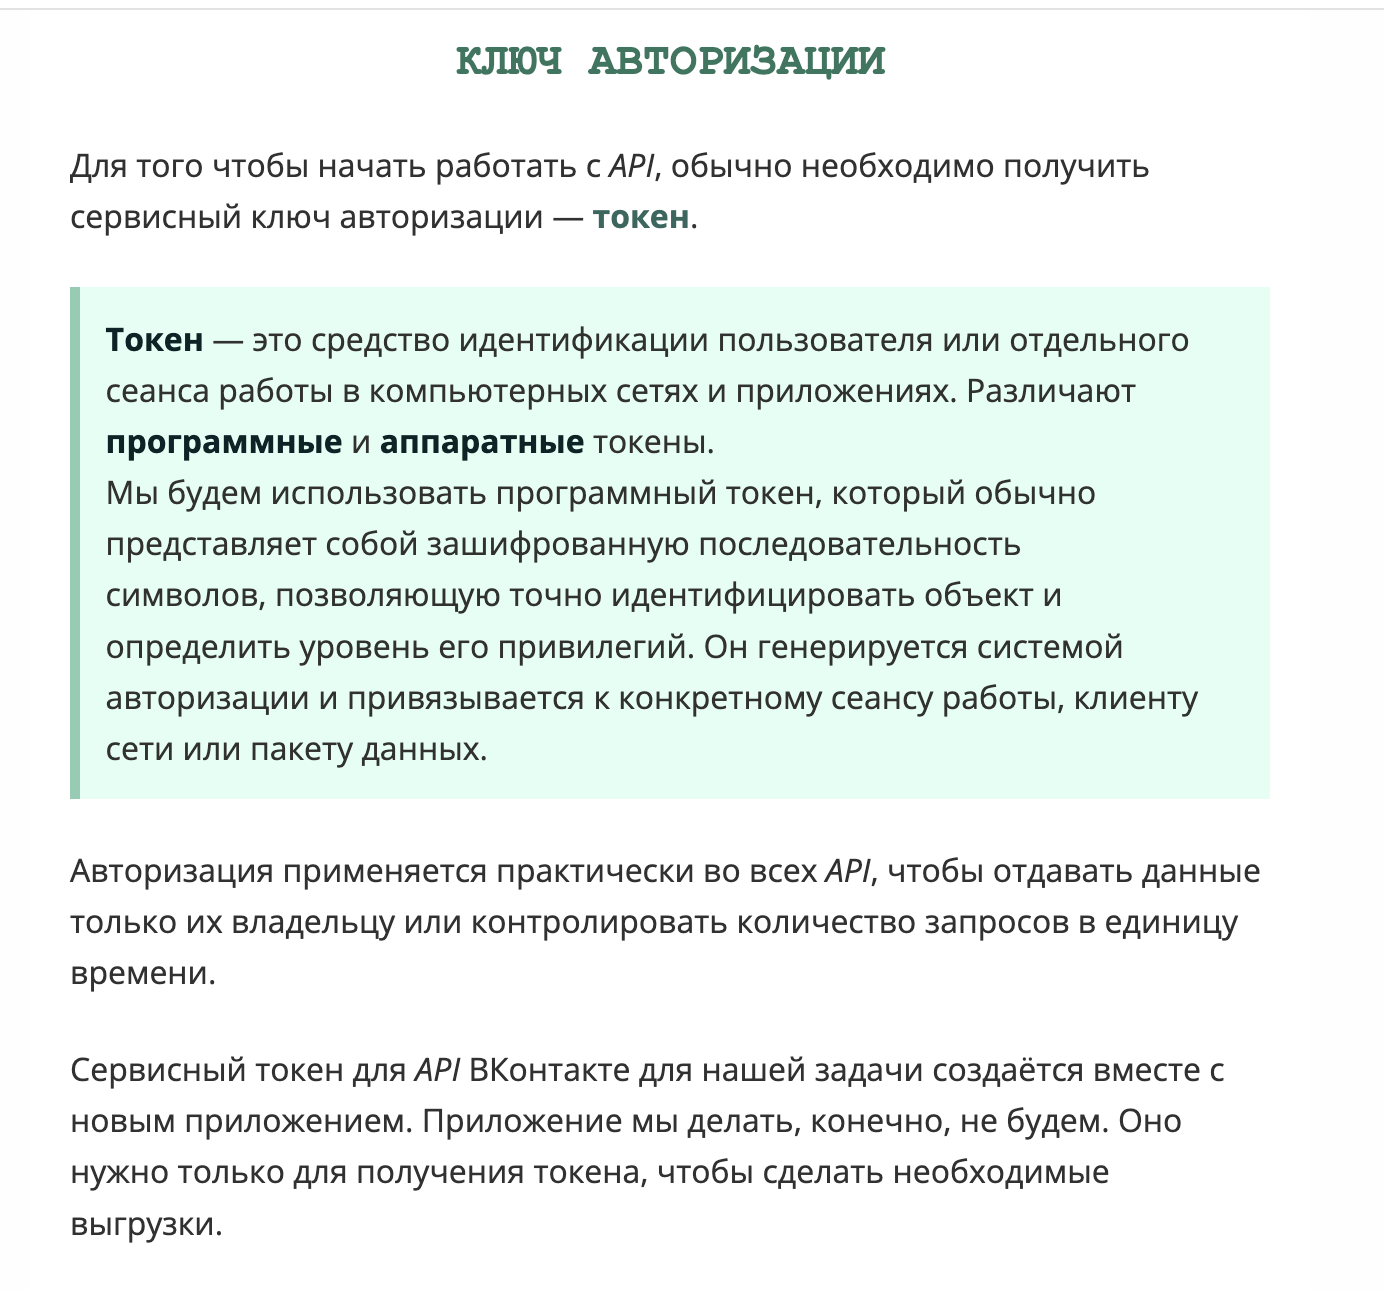 КЛЮЧ АВТОРИЗАЦИИ
Для того чтобы начать работать с API, обычно необходимо получить
сервисный ключ авторизации — токен.
Токен — это средство идентификации пользователя или отдельного
сеанса работы в компьютерных сетях и приложениях. Различают
программные и аппаратные токены.
Мы будем использовать программный токен, который обычно
представляет собой зашифрованную последовательность
символов, позволяющую точно идентифицировать объект и
определить уровень его привилегий. Он генерируется системой
авторизации и привязывается к конкретному сеансу работы, клиенту
сети или пакету данных.
Авторизация применяется практически во всех API, чтобы отдавать данные
только их владельцу или контролировать количество запросов в единицу
времени.
Сервисный токен для API ВКонтакте для нашей задачи создаётся вместе с
новым приложением. Приложение мы делать, конечно, не будем. Оно
нужно только для получения токена, чтобы сделать необходимые
выгрузки.